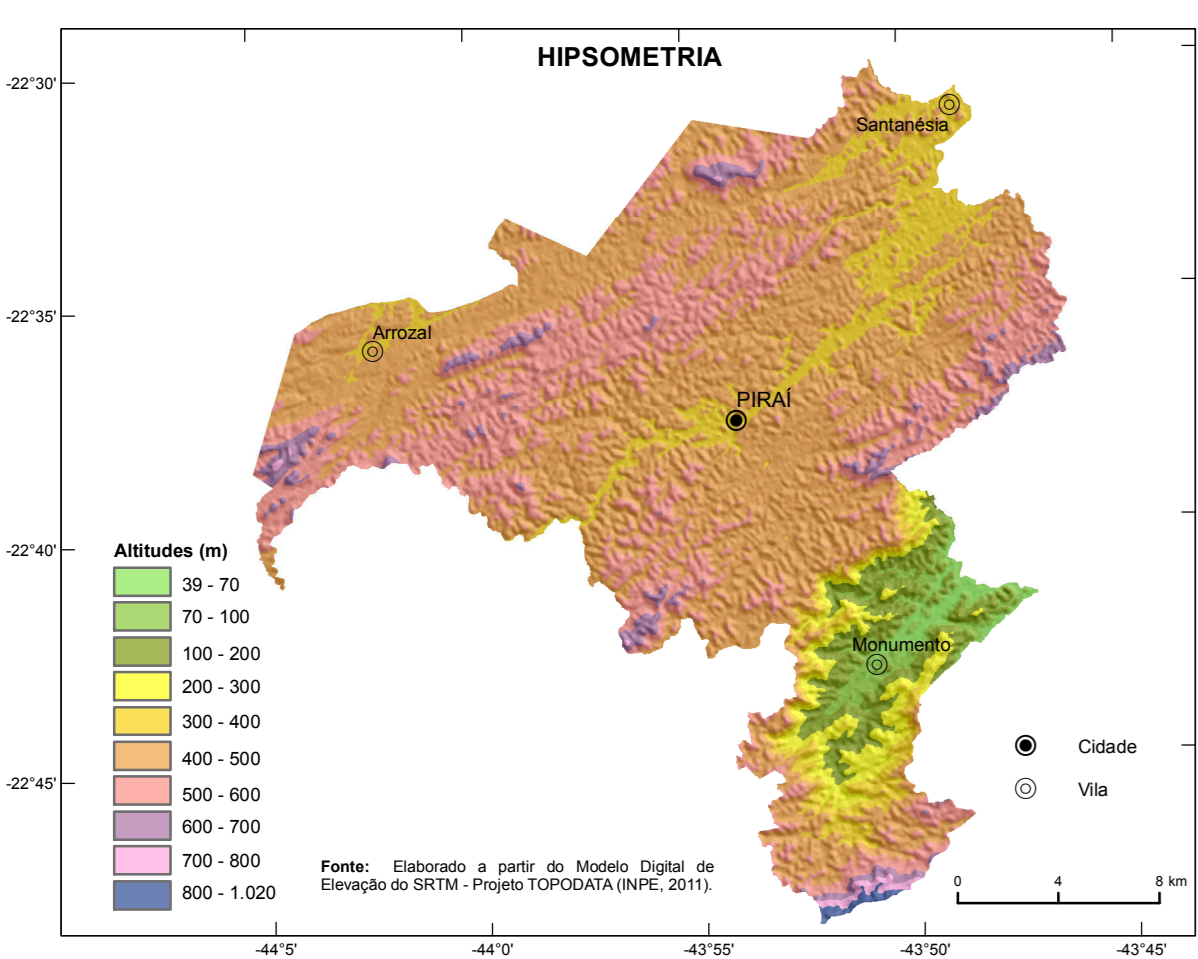 HIPSOMETRIA
-22°30'
Santanésia
-22°35'
Arrozal
PIRAÍ
-22°40'
Altitudes (m)
39 - 70
70 - 100
100 - 200
200 - 300
300 - 400
400 - 500
500 - 600
600 - 700
700 - 800
800 - 1.020
Monumento
Cidade
Vila
-22°45'
Fonte: Elaborado a partir do Modelo Digital de
Elevação do SRTM - Projeto TOPODATA (INPE, 2011).
0 4 8 km
-44°5' -44°0' -43°55' -43°50' -43°45'